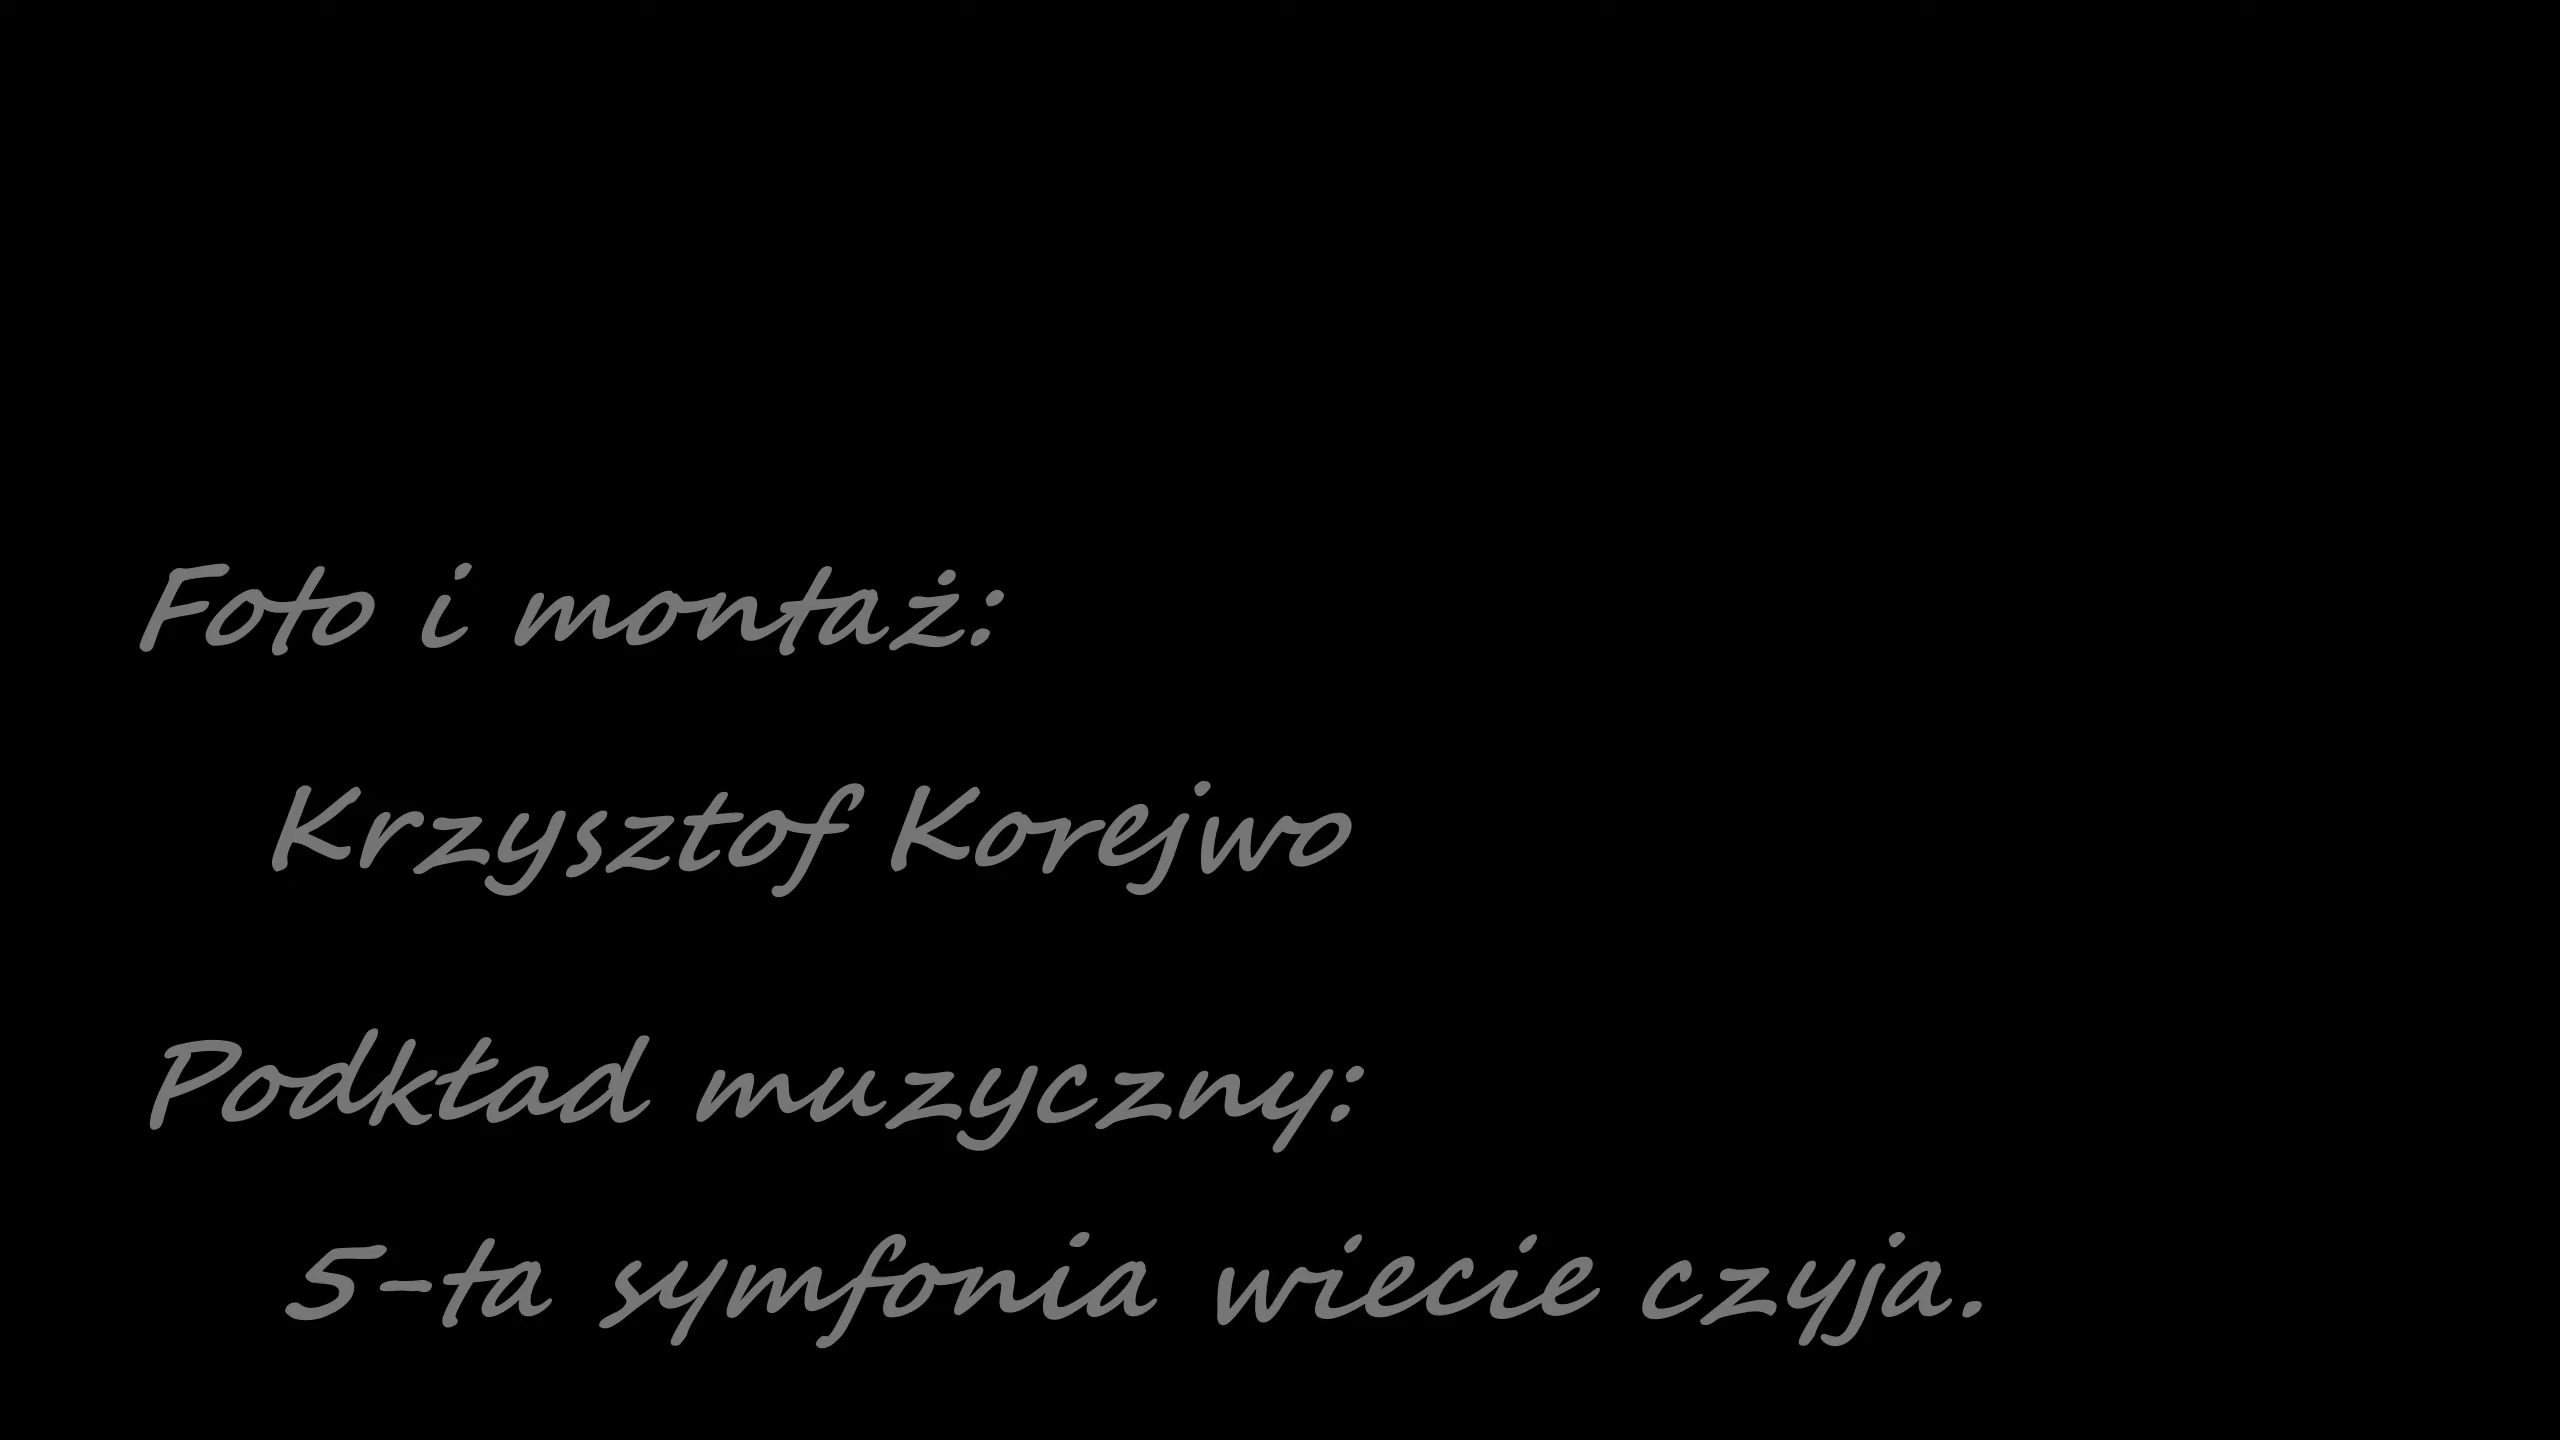 Foto i montaż:
Krzysztof Korejwo
Podkład muzyczny:
5-ta symfonia wiecie czyja.